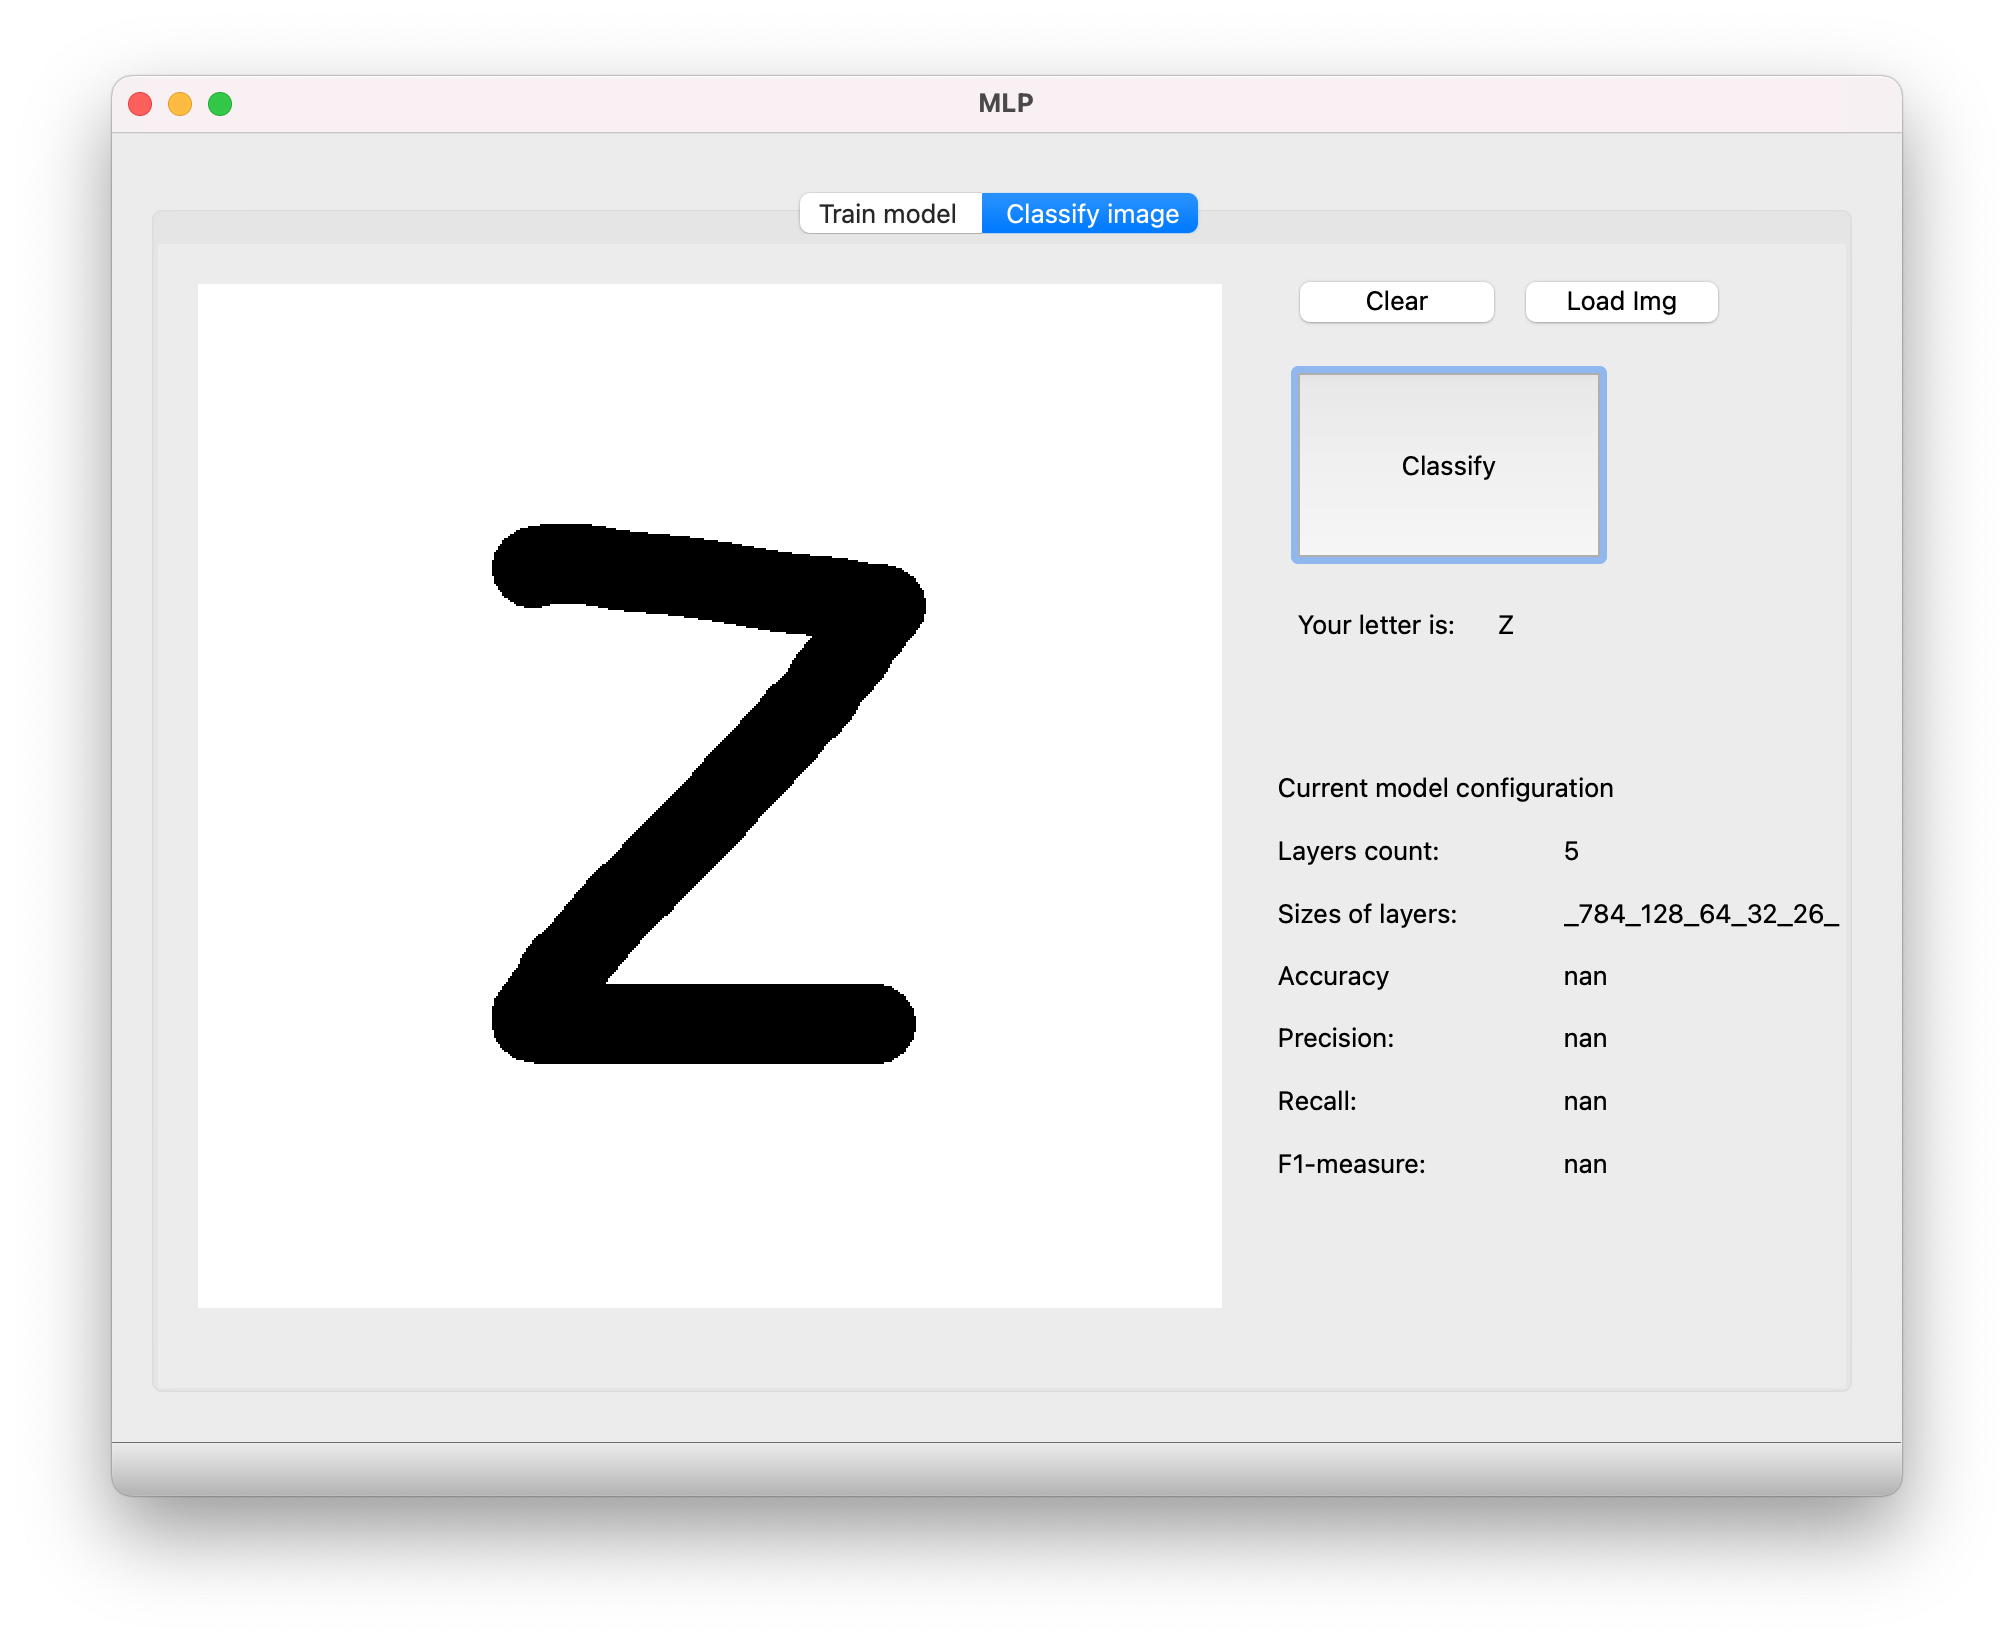 MLP
Train model Classify image
Clear Load Img
Classify
Your letter is: Z
Z
Current model configuration
Layers count: 5
Sizes of layers: _784_128_64_32_26_
Accuracy nan
Precision: nan
Recall: nan
F1-measure: nan